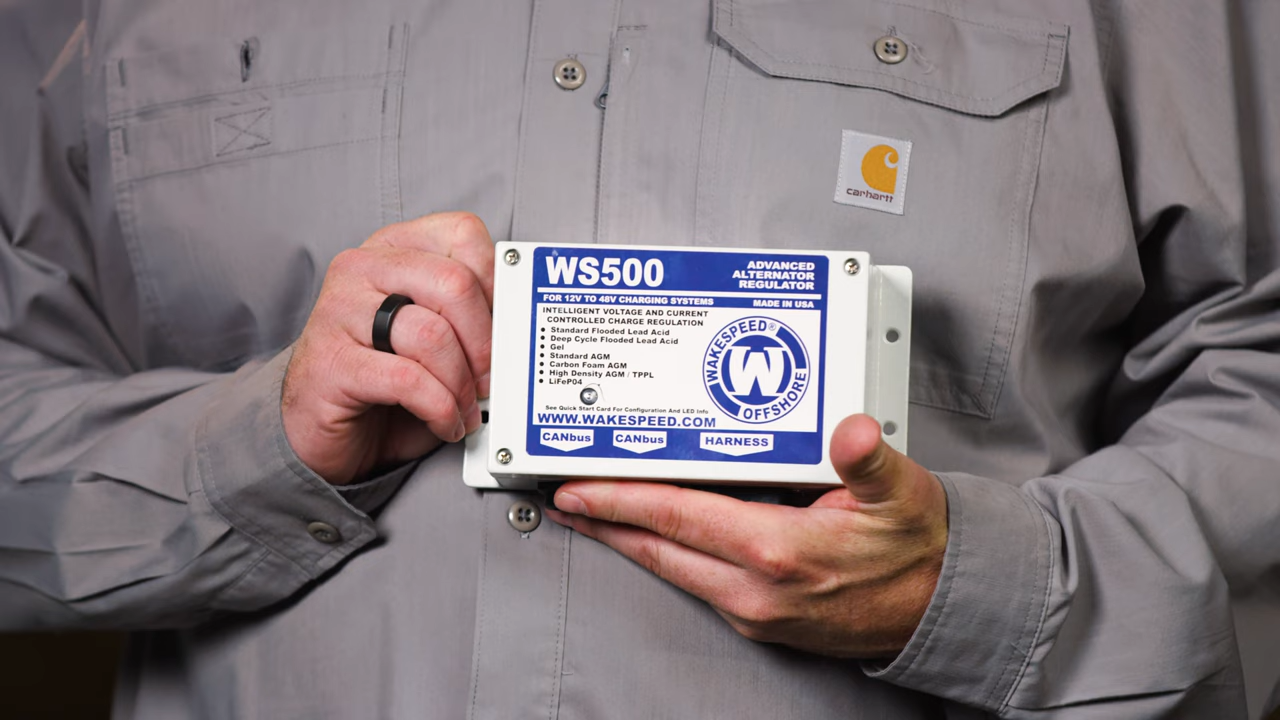 carhartt
WS500
ADVANCED
ALTERNATOR
REGULATOR
FOR 12V TO 48V CHARGING SYSTEMS
MADE IN USA
INTELLIGENT VOLTAGE AND CURRENT
CONTROLLED CHARGE REGULATION
• Standard Flooded Lead Acid
• Deep Cycle Flooded Lead Acid
• Gel
• Standard AGM
• Carbon Foam AGM
• High Density AGM / TPPL
• LiFeP04
WAKESPEED®
W
OFFSHORE
See Quick Start Card For Configuration And LED Info
WWW.WAKESPEED.COM
CANbus
CANbus
HARNESS